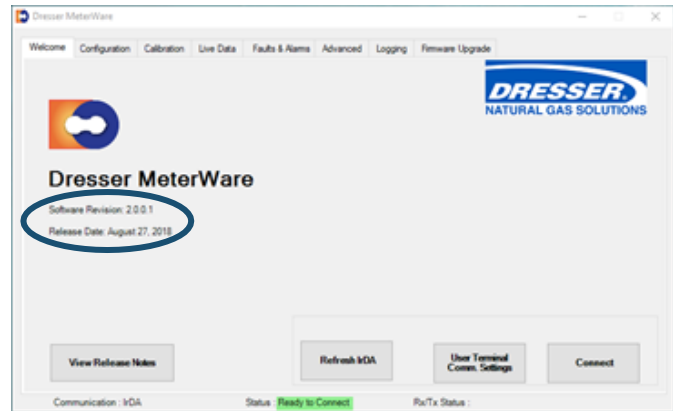 Dresser MeterWare
Welcome Configuration Calibration Live Data Faults & Alarms Advanced Logging Firmware Upgrade
DRESSER
NATURAL GAS SOLUTIONS
Dresser MeterWare
Software Revision: 2.0.0.1
Release Date: August 27, 2018
View Release Notes
Refresh IrDA
User Terminal
Comm. Settings
Connect
Communication : IrDA Status : Ready to Connect Rx/Tx Status :